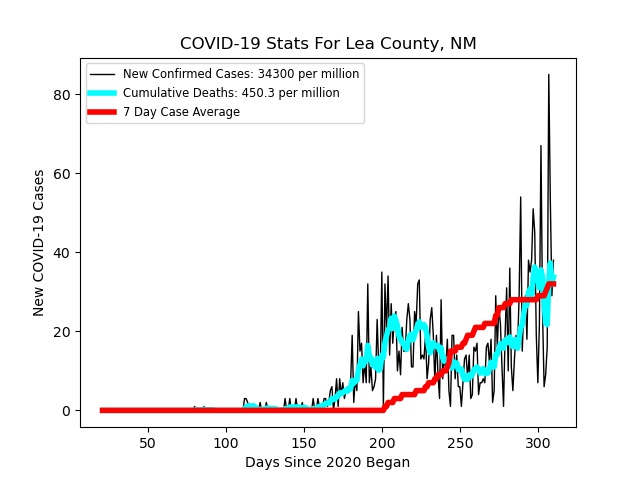 COVID-19 Stats For Lea County, NM
New Confirmed Cases: 34300 per million
Cumulative Deaths: 450.3 per million
7 Day Case Average
New COVID-19 Cases
80
60
40
20
0
50 100 150 200 250 300
Days Since 2020 Began